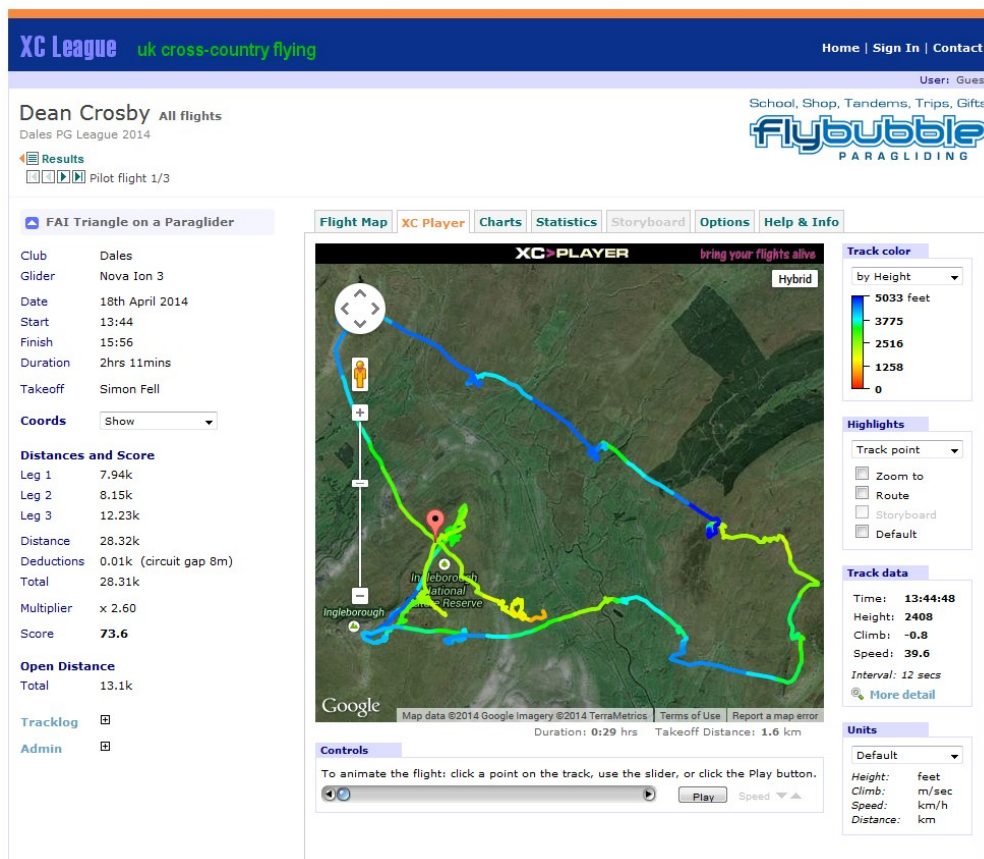 XC League uk cross-country flying
Home | Sign In | Contact
User: Gues
Dean Crosby All flights
Dales PG League 2014
Results
Pilot flight 1/3
School, Shop, Tandems, Trips, Gifts
flybubble
PARAGLIDING
FAI Triangle on a Paraglider
Club Dales
Glider Nova Ion 3
Date 18th April 2014
Start 13:44
Finish 15:56
Duration 2hrs 11mins
Takeoff Simon Fell
Coords Show
Distances and Score
Leg 1 7.94k
Leg 2 8.15k
Leg 3 12.23k
Distance 28.32k
Deductions 0.01k (circuit gap 8m)
Total 28.31k
Multiplier x 2.60
Score 73.6
Open Distance
Total 13.1k
Tracklog
Admin
Flight Map XC Player Charts Statistics Storyboard Options Help & Info
XC>PLAYER bring your flights alive
Hybrid
Ingleborough
National
Nature Reserve
Ingleborough
Google
Map data ©2014 Google Imagery ©2014 TerraMetrics Terms of Use Report a map error
Duration: 0:29 hrs Takeoff Distance: 1.6 km
Controls
To animate the flight: click a point on the track, use the slider, or click the Play button.
Play Speed
Track color
by Height
5033 feet
3775
2516
1258
0
Highlights
Track point
Zoom to
Route
Storyboard
Default
Track data
Time: 13:44:48
Height: 2408
Climb: -0.8
Speed: 39.6
Interval: 12 secs
More detail
Units
Default
Height: feet
Climb: m/sec
Speed: km/h
Distance: km